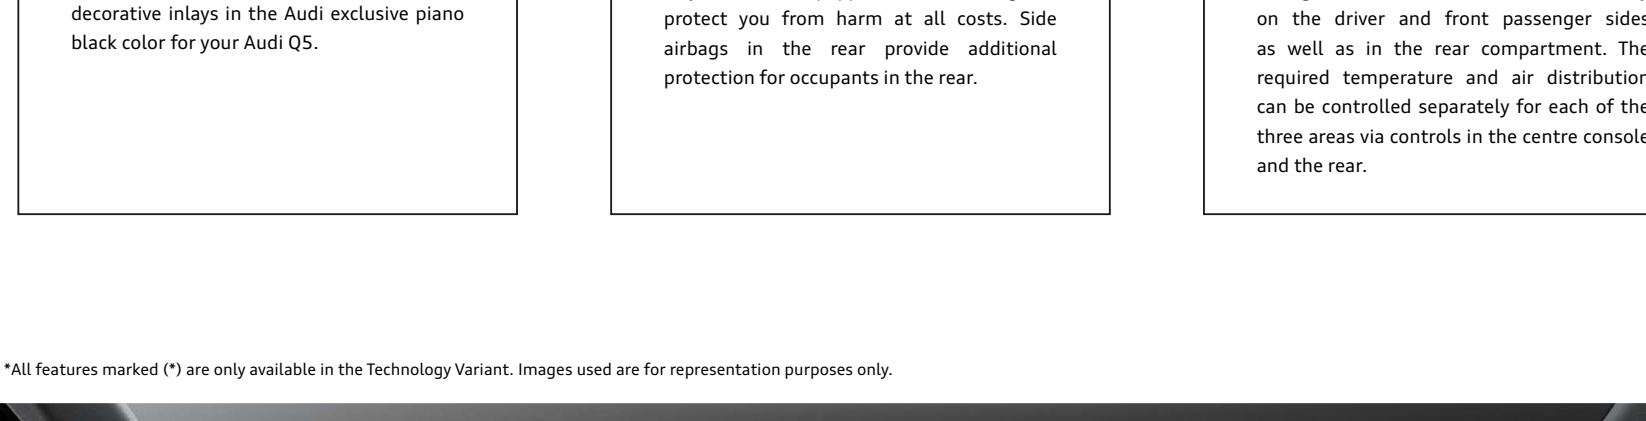 decorative inlays in the Audi exclusive piano
black color for your Audi Q5.
protect you from harm at all costs. Side
airbags in the rear provide additional
protection for occupants in the rear.
on the driver and front passenger sides
as well as in the rear compartment. The
required temperature and air distribution
can be controlled separately for each of the
three areas via controls in the centre console
and the rear.
*All features marked (*) are only available in the Technology Variant. Images used are for representation purposes only.